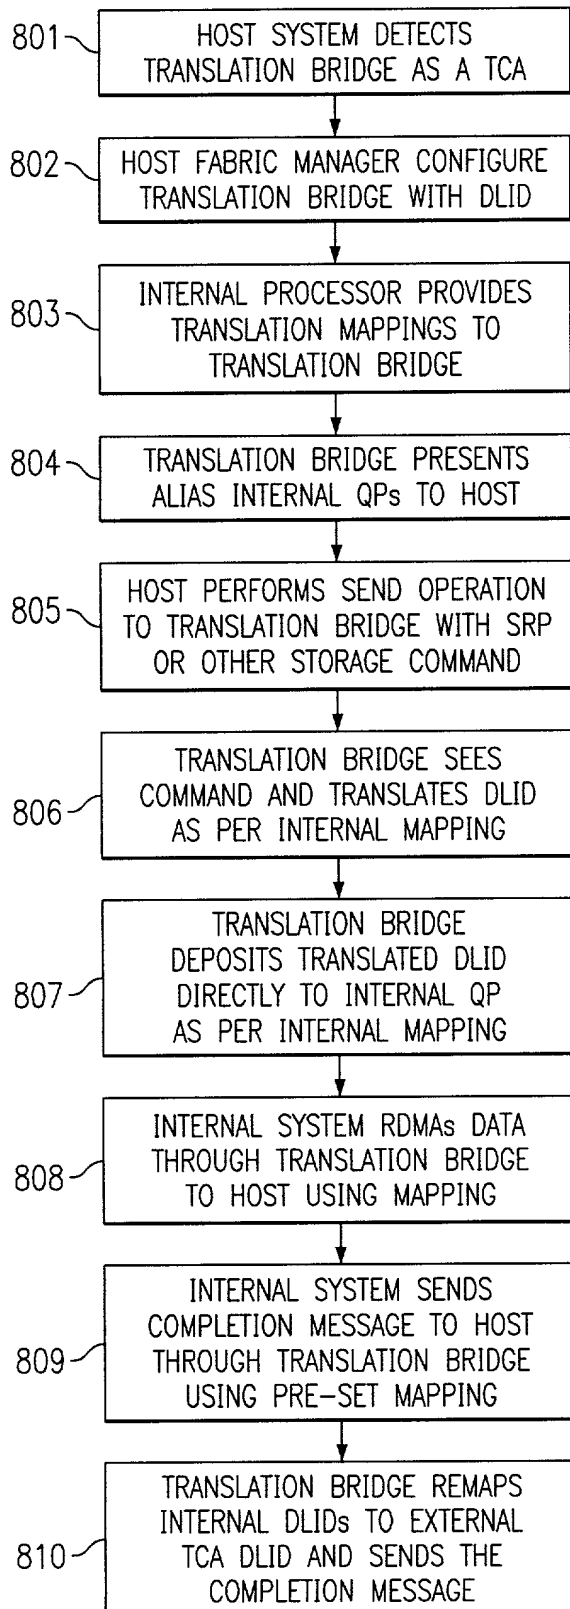 801
HOST SYSTEM DETECTS
TRANSLATION BRIDGE AS A TCA
802
HOST FABRIC MANAGER CONFIGURE
TRANSLATION BRIDGE WITH DLID
803
INTERNAL PROCESSOR PROVIDES
TRANSLATION MAPPINGS TO
TRANSLATION BRIDGE
804
TRANSLATION BRIDGE PRESENTS
ALIAS INTERNAL QPs TO HOST
805
HOST PERFORMS SEND OPERATION
TO TRANSLATION BRIDGE WITH SRP
OR OTHER STORAGE COMMAND
806
TRANSLATION BRIDGE SEES
COMMAND AND TRANSLATES DLID
AS PER INTERNAL MAPPING
807
TRANSLATION BRIDGE
DEPOSITS TRANSLATED DLID
DIRECTLY TO INTERNAL QP
AS PER INTERNAL MAPPING
808
INTERNAL SYSTEM RDMAs DATA
THROUGH TRANSLATION BRIDGE
TO HOST USING MAPPING
809
INTERNAL SYSTEM SENDS
COMPLETION MESSAGE TO HOST
THROUGH TRANSLATION BRIDGE
USING PRE-SET MAPPING
810
TRANSLATION BRIDGE REMAPS
INTERNAL DLIDs TO EXTERNAL
TCA DLID AND SENDS THE
COMPLETION MESSAGE